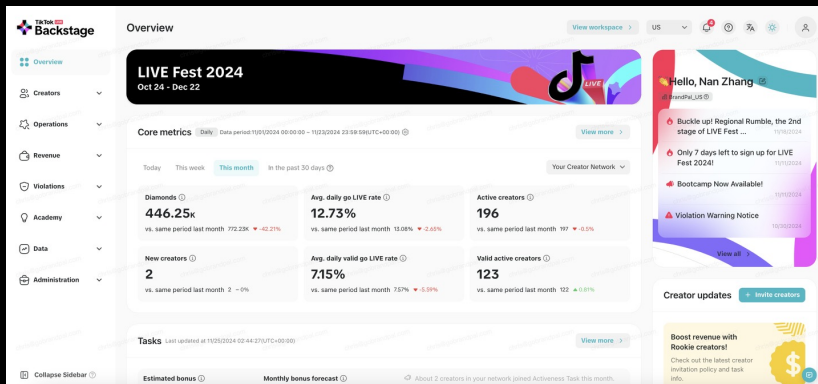 TikTok LIVE
Backstage
Overview
Creators
Operations
Revenue
Violations
Academy
Data
Administration
Collapse Sidebar
Overview
View workspace >
US
4
LIVE Fest 2024
Oct 24 - Dec 22
LIVE
Core metrics Daily Data period:11/01/2024 00:00:00 ~ 11/23/2024 23:59:59(UTC+00:00)
View more >
Today This week This month In the past 30 days
Your Creator Network
Diamonds
446.25K
vs. same period last month 772.23K ▼ -42.21%
Avg. daily go LIVE rate
12.73%
vs. same period last month 13.08% ▼ -2.65%
Active creators
196
vs. same period last month 197 ▼ -0.5%
New creators
2
vs. same period last month 2 ~ 0%
Avg. daily valid go LIVE rate
7.15%
vs. same period last month 7.57% ▼ -5.59%
Valid active creators
123
vs. same period last month 122 ▲ 0.81%
Tasks Last updated at 11/25/2024 02:44:27(UTC+00:00)
View more >
Estimated bonus
Monthly bonus forecast
About 2 creators in your network joined Activeness Task this month.
Hello, Nan Zhang
BrandPal_US
Buckle up! Regional Rumble, the 2nd
stage of LIVE Fest ... 11/18/2024
Only 7 days left to sign up for LIVE
Fest 2024! 11/11/2024
Bootcamp Now Available!
11/11/2024
Violation Warning Notice
10/30/2024
View all >
Creator updates
+ Invite creators
Boost revenue with
Rookie creators!
Check out the latest creator
invitation policy and task
info.